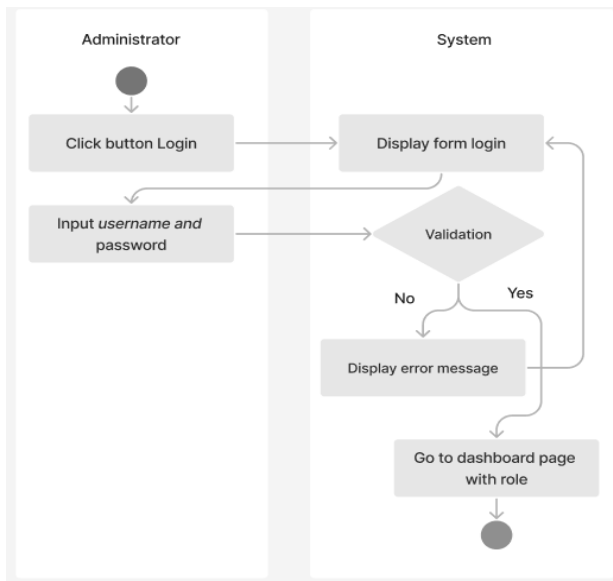 Administrator
System
Click button Login
Display form login
Input username and
password
Validation
No
Yes
Display error message
Go to dashboard page
with role